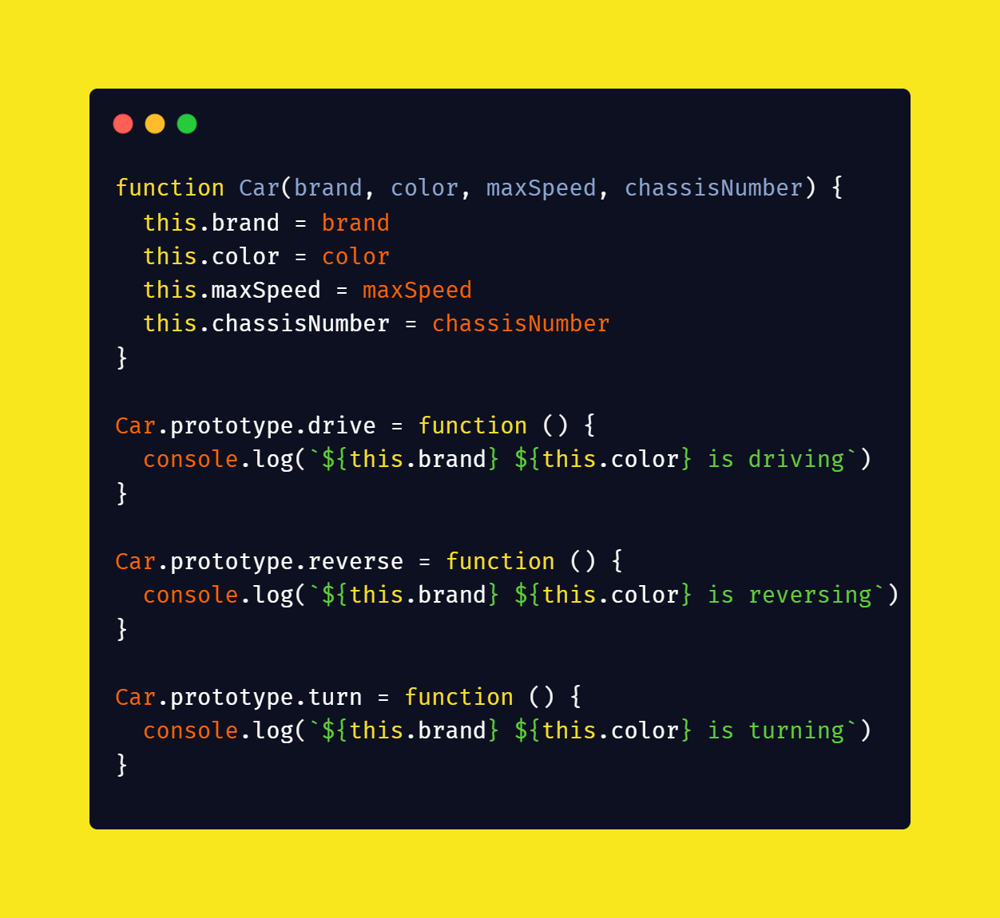 function Car(brand, color, maxSpeed, chassisNumber) {
  this.brand = brand
  this.color = color
  this.maxSpeed = maxSpeed
  this.chassisNumber = chassisNumber
}

Car.prototype.drive = function () {
  console.log(`${this.brand} ${this.color} is driving`)
}

Car.prototype.reverse = function () {
  console.log(`${this.brand} ${this.color} is reversing`)
}

Car.prototype.turn = function () {
  console.log(`${this.brand} ${this.color} is turning`)
}